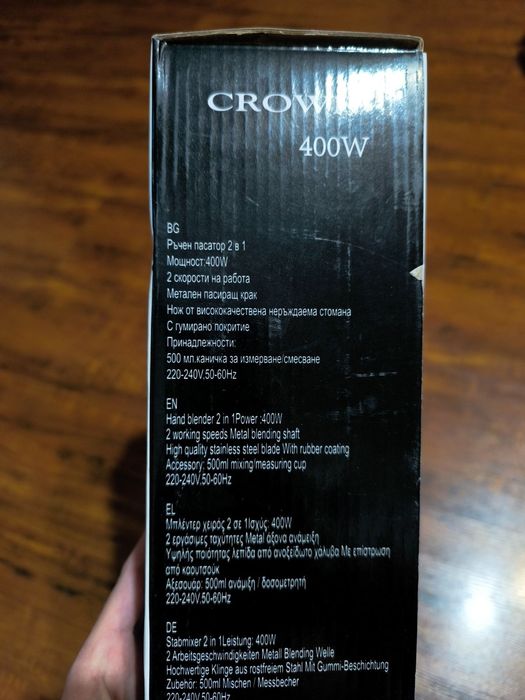 CROW
400W
BG
Ръчен пасатор 2 в 1
Мощност:400W
2 скорости на работа
Метален пасиращ крак
Нож от висококачествена неръждаема стомана
С гумирано покритие
Принадлежности:
500 мл.каничка за измерване/смесване
220-240V.50-60Hz
EN
Hand blender 2 in 1Power :400W
2 working speeds Metal blending shaft
High quality stainless steel blade With rubber coating
Accessory: 500ml mixing/measuring cup
220-240V.50-60Hz
EL
Μπλέντερ χειρός 2 σε 1Ισχύς: 400W
2 εργάσιμες ταχύτητες Metal άξονα ανάμειξη
Υψηλής ποιότητας λεπίδα από ανοξείδωτο χάλυβα Με επίστρωση
από καουτσούκ
Αξεσουάρ: 500ml ανάμιξη / δοσομετρητή
220-240V.50-60Hz
DE
Stabmixer 2 in 1Leistung: 400W
2 Arbeitsgeschwindigkeiten Metall Blending Welle
Hochwertige Klinge aus rostfreiem Stahl Mit Gummi-Beschichtung
Zubehör: 500ml Mischen / Messbecher
220-240V.50-60Hz